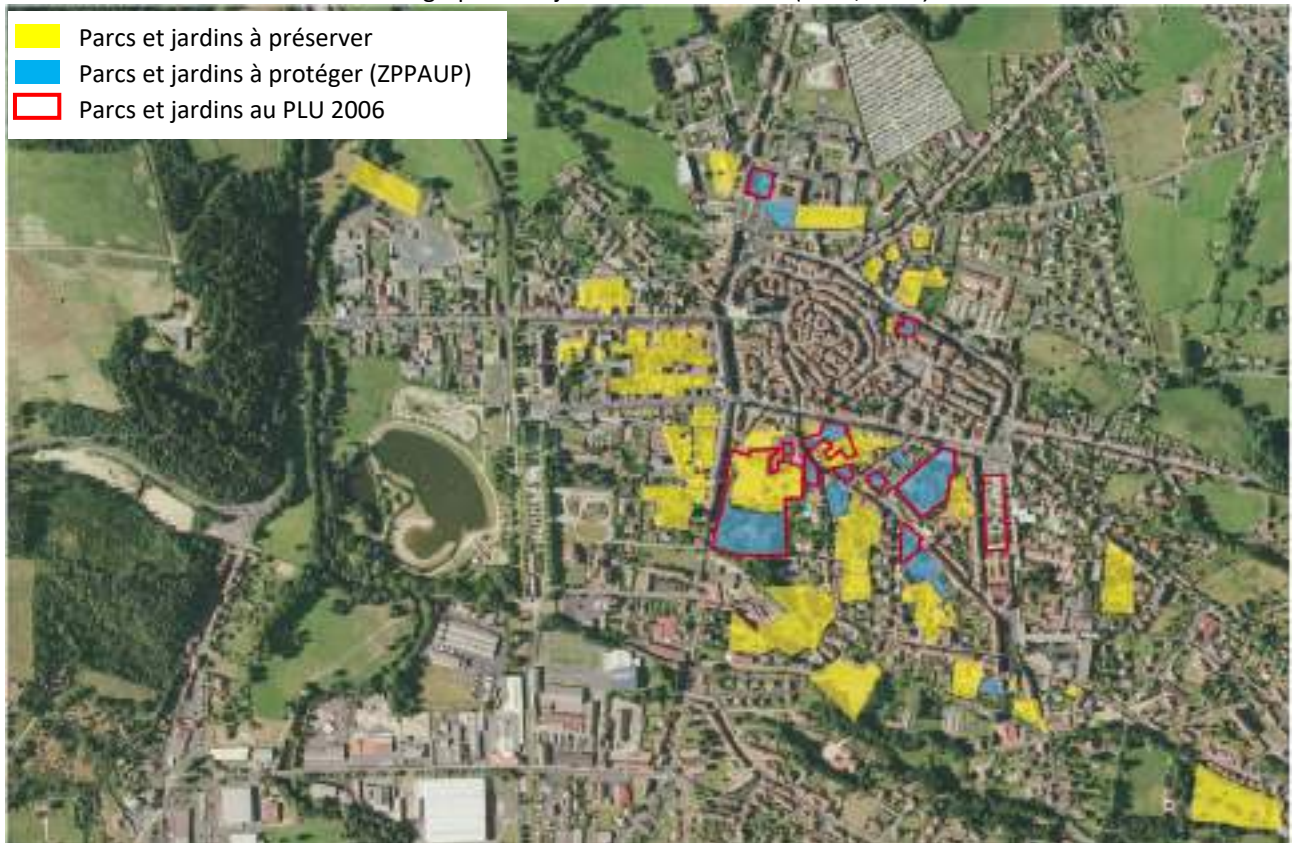 Parcs et jardins à préserver
Parcs et jardins à protéger (ZPPAUP)
Parcs et jardins au PLU 2006